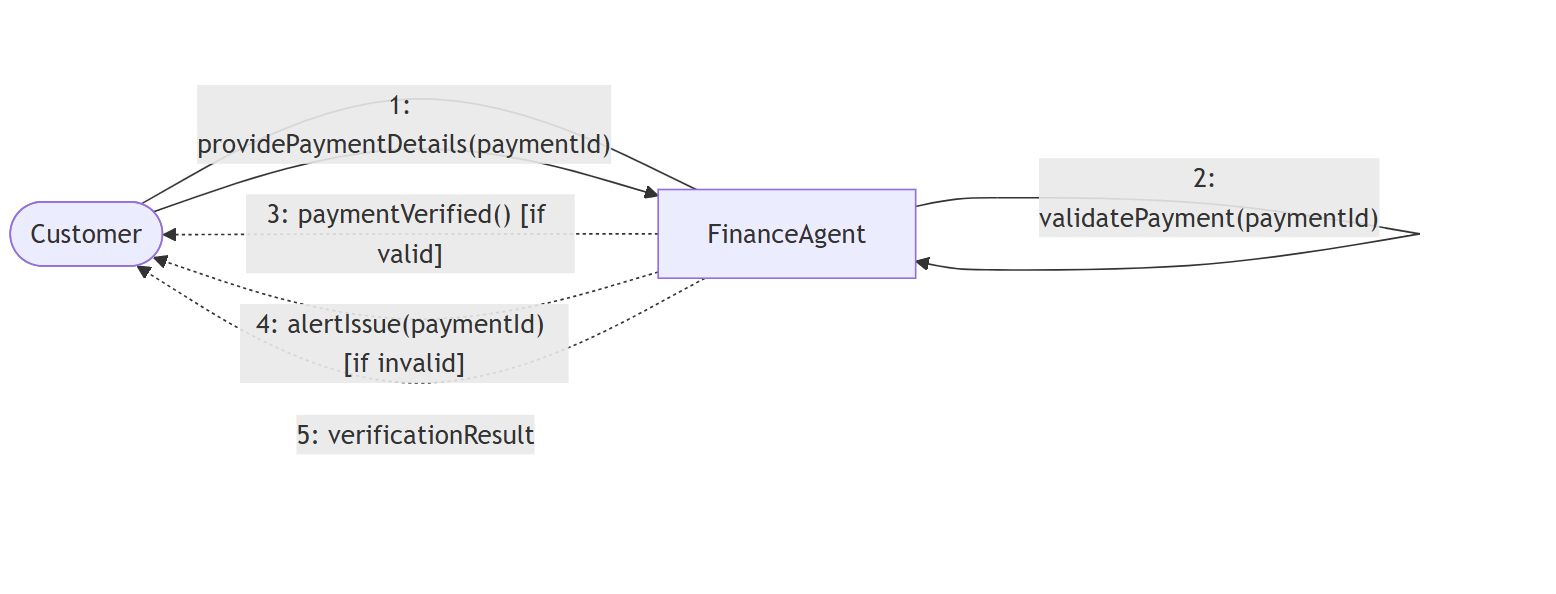 1:
providePaymentDetails(paymentId)
2:
validatePayment(paymentId)
3: paymentVerified() [if
valid]
Customer
FinanceAgent
4: alertIssue(paymentId)
[if invalid]
5: verificationResult